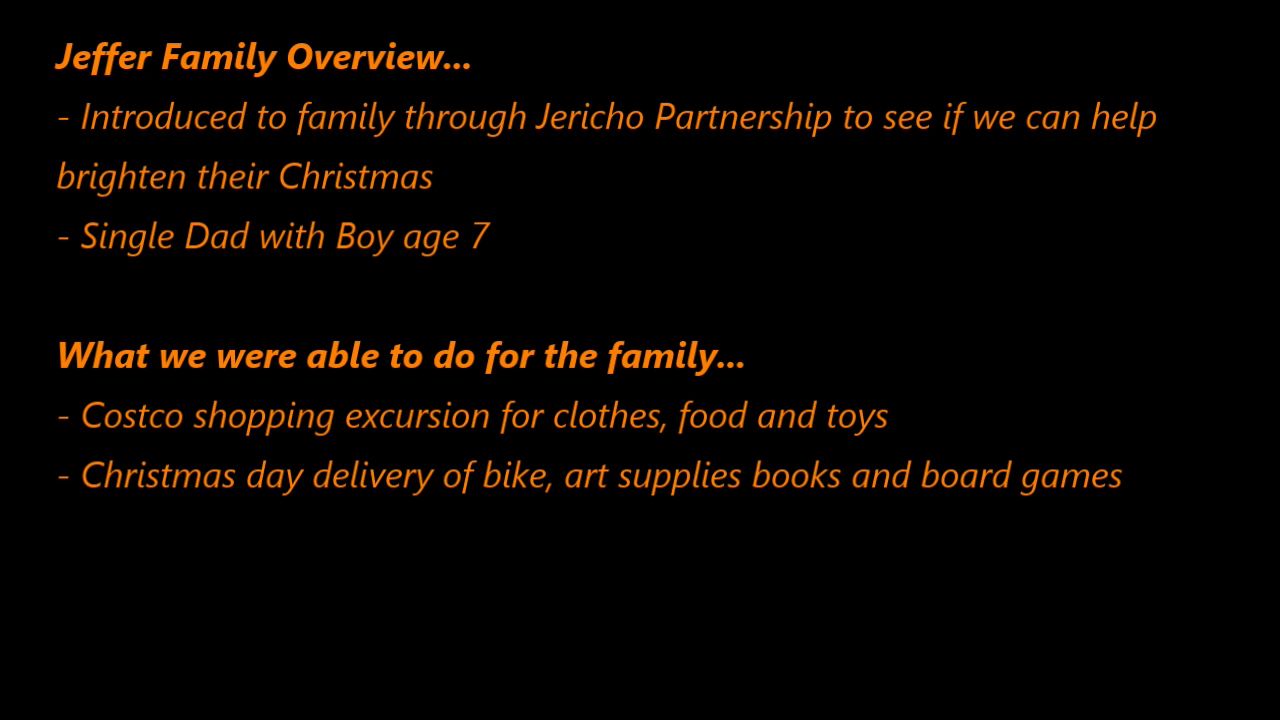 Jeffer Family Overview...
- Introduced to family through Jericho Partnership to see if we can help
brighten their Christmas
- Single Dad with Boy age 7
What we were able to do for the family...
- Costco shopping excursion for clothes, food and toys
- Christmas day delivery of bike, art supplies books and board games